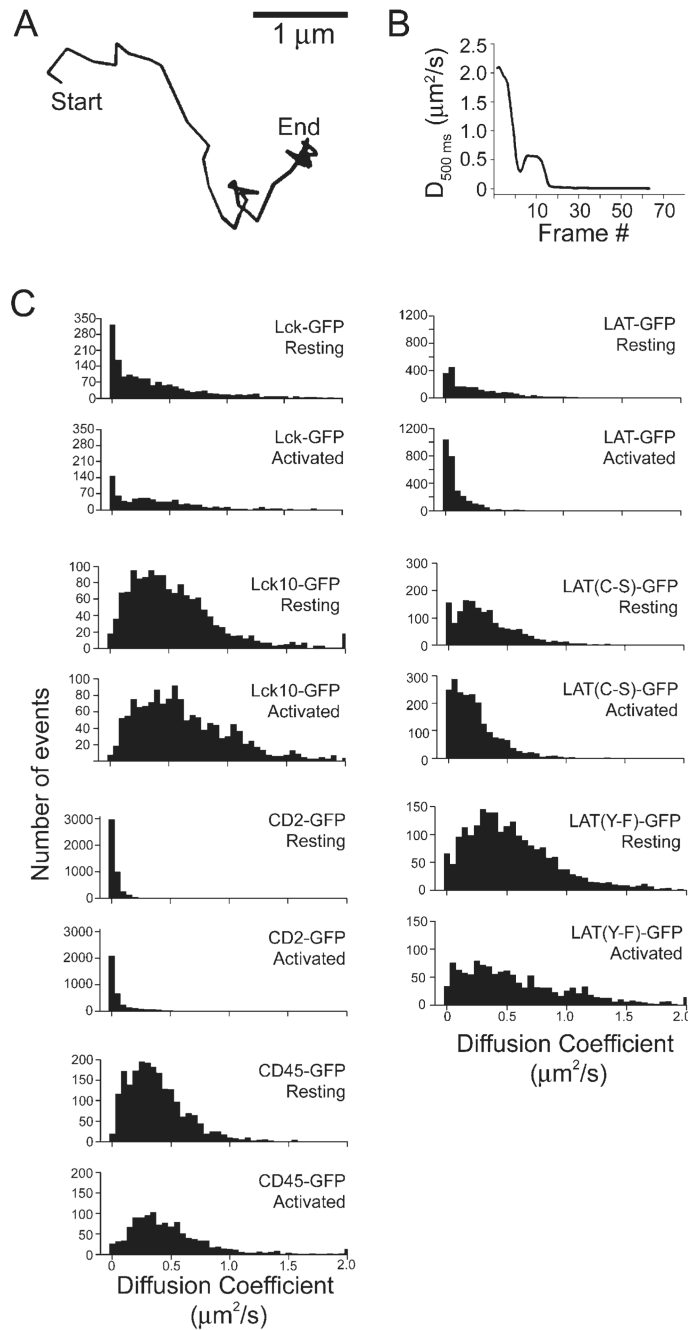 A
1 μm
Start
End
B
D500 ms (μm²/s)
2.5
2.0
1.5
1.0
0.5
0
10
30
50
70
Frame #
C
Number of events
350
280
210
140
70
0
Lck-GFP
Resting
350
280
210
140
70
0
Lck-GFP
Activated
100
80
60
40
20
0
Lck10-GFP
Resting
100
80
60
40
20
Lck10-GFP
Activated
3000
2000
1000
0
CD2-GFP
Resting
3000
2000
1000
0
CD2-GFP
Activated
200
150
100
50
0
CD45-GFP
Resting
200
150
100
50
0
CD45-GFP
Activated
0
0.5
1.0
1.5
2.0
Diffusion Coefficient
(μm²/s)
1200
800
400
0
LAT-GFP
Resting
1200
800
400
0
LAT-GFP
Activated
300
200
100
0
LAT(C-S)-GFP
Resting
300
200
100
0
LAT(C-S)-GFP
Activated
150
100
50
0
LAT(Y-F)-GFP
Resting
150
100
50
0
LAT(Y-F)-GFP
Activated
0
0.5
1.0
1.5
2.0
Diffusion Coefficient
(μm²/s)